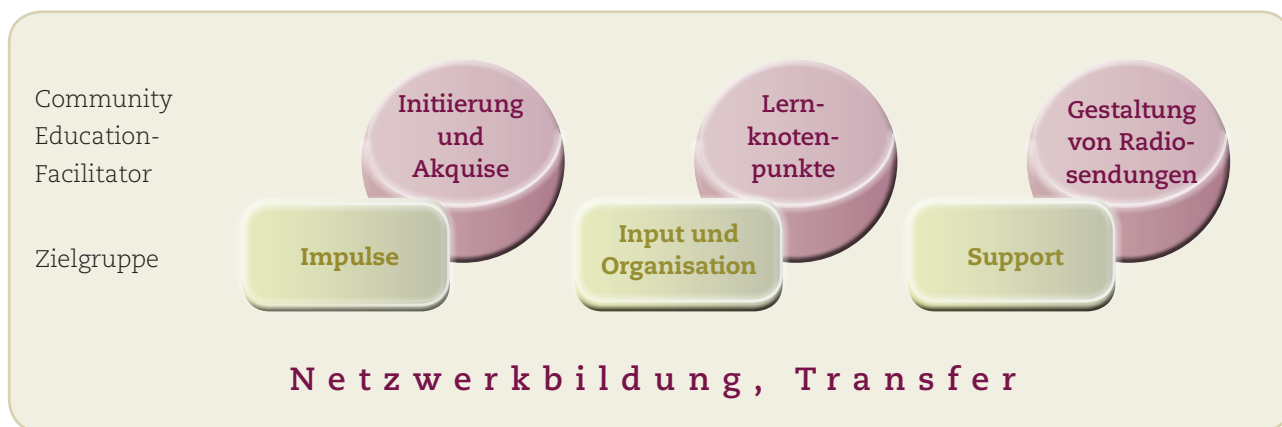 Community
Education-
Facilitator
Initiierung
und
Akquise
Lern-
knoten-
punkte
Gestaltung
von Radio-
sendungen
Zielgruppe
Impulse
Input und
Organisation
Support
Netzwerkbildung, Transfer